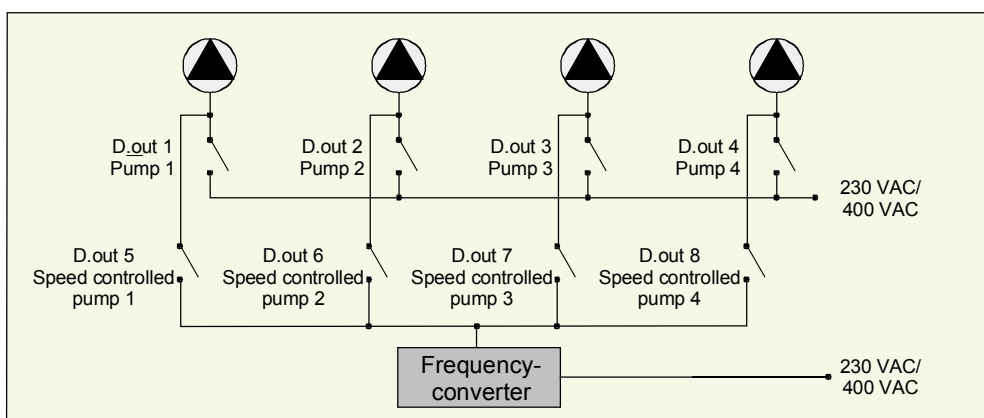 D.out 1
Pump 1
D.out 2
Pump 2
D.out 3
Pump 3
D.out 4
Pump 4
230 VAC/
400 VAC
D.out 5
Speed controlled
pump 1
D.out 6
Speed controlled
pump 2
D.out 7
Speed controlled
pump 3
D.out 8
Speed controlled
pump 4
Frequency-
converter
230 VAC/
400 VAC